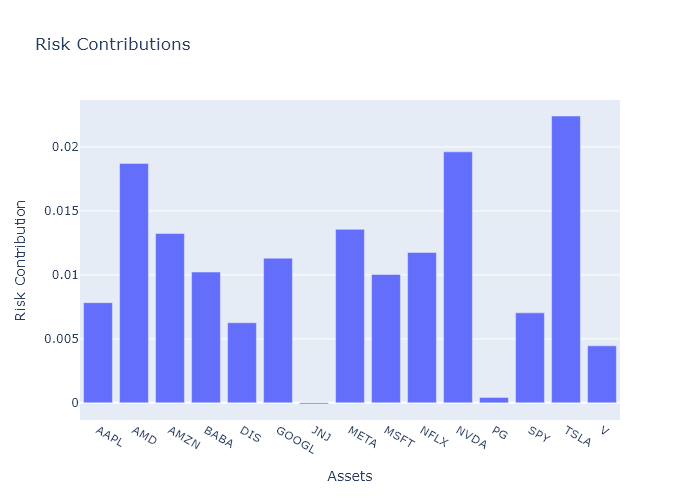 Risk Contributions
0.02
0.015
0.01
0.005
0
Risk Contribution
AAPL
AMD
AMZN
BABA
DIS
GOOGL
JNJ
META
MSFT
NFLX
NVDA
PG
SPY
TSLA
V
Assets